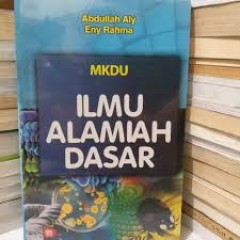 Abdullah Aly
Eny Rahma
MKDU
ILMU
ALAMIAH
DASAR